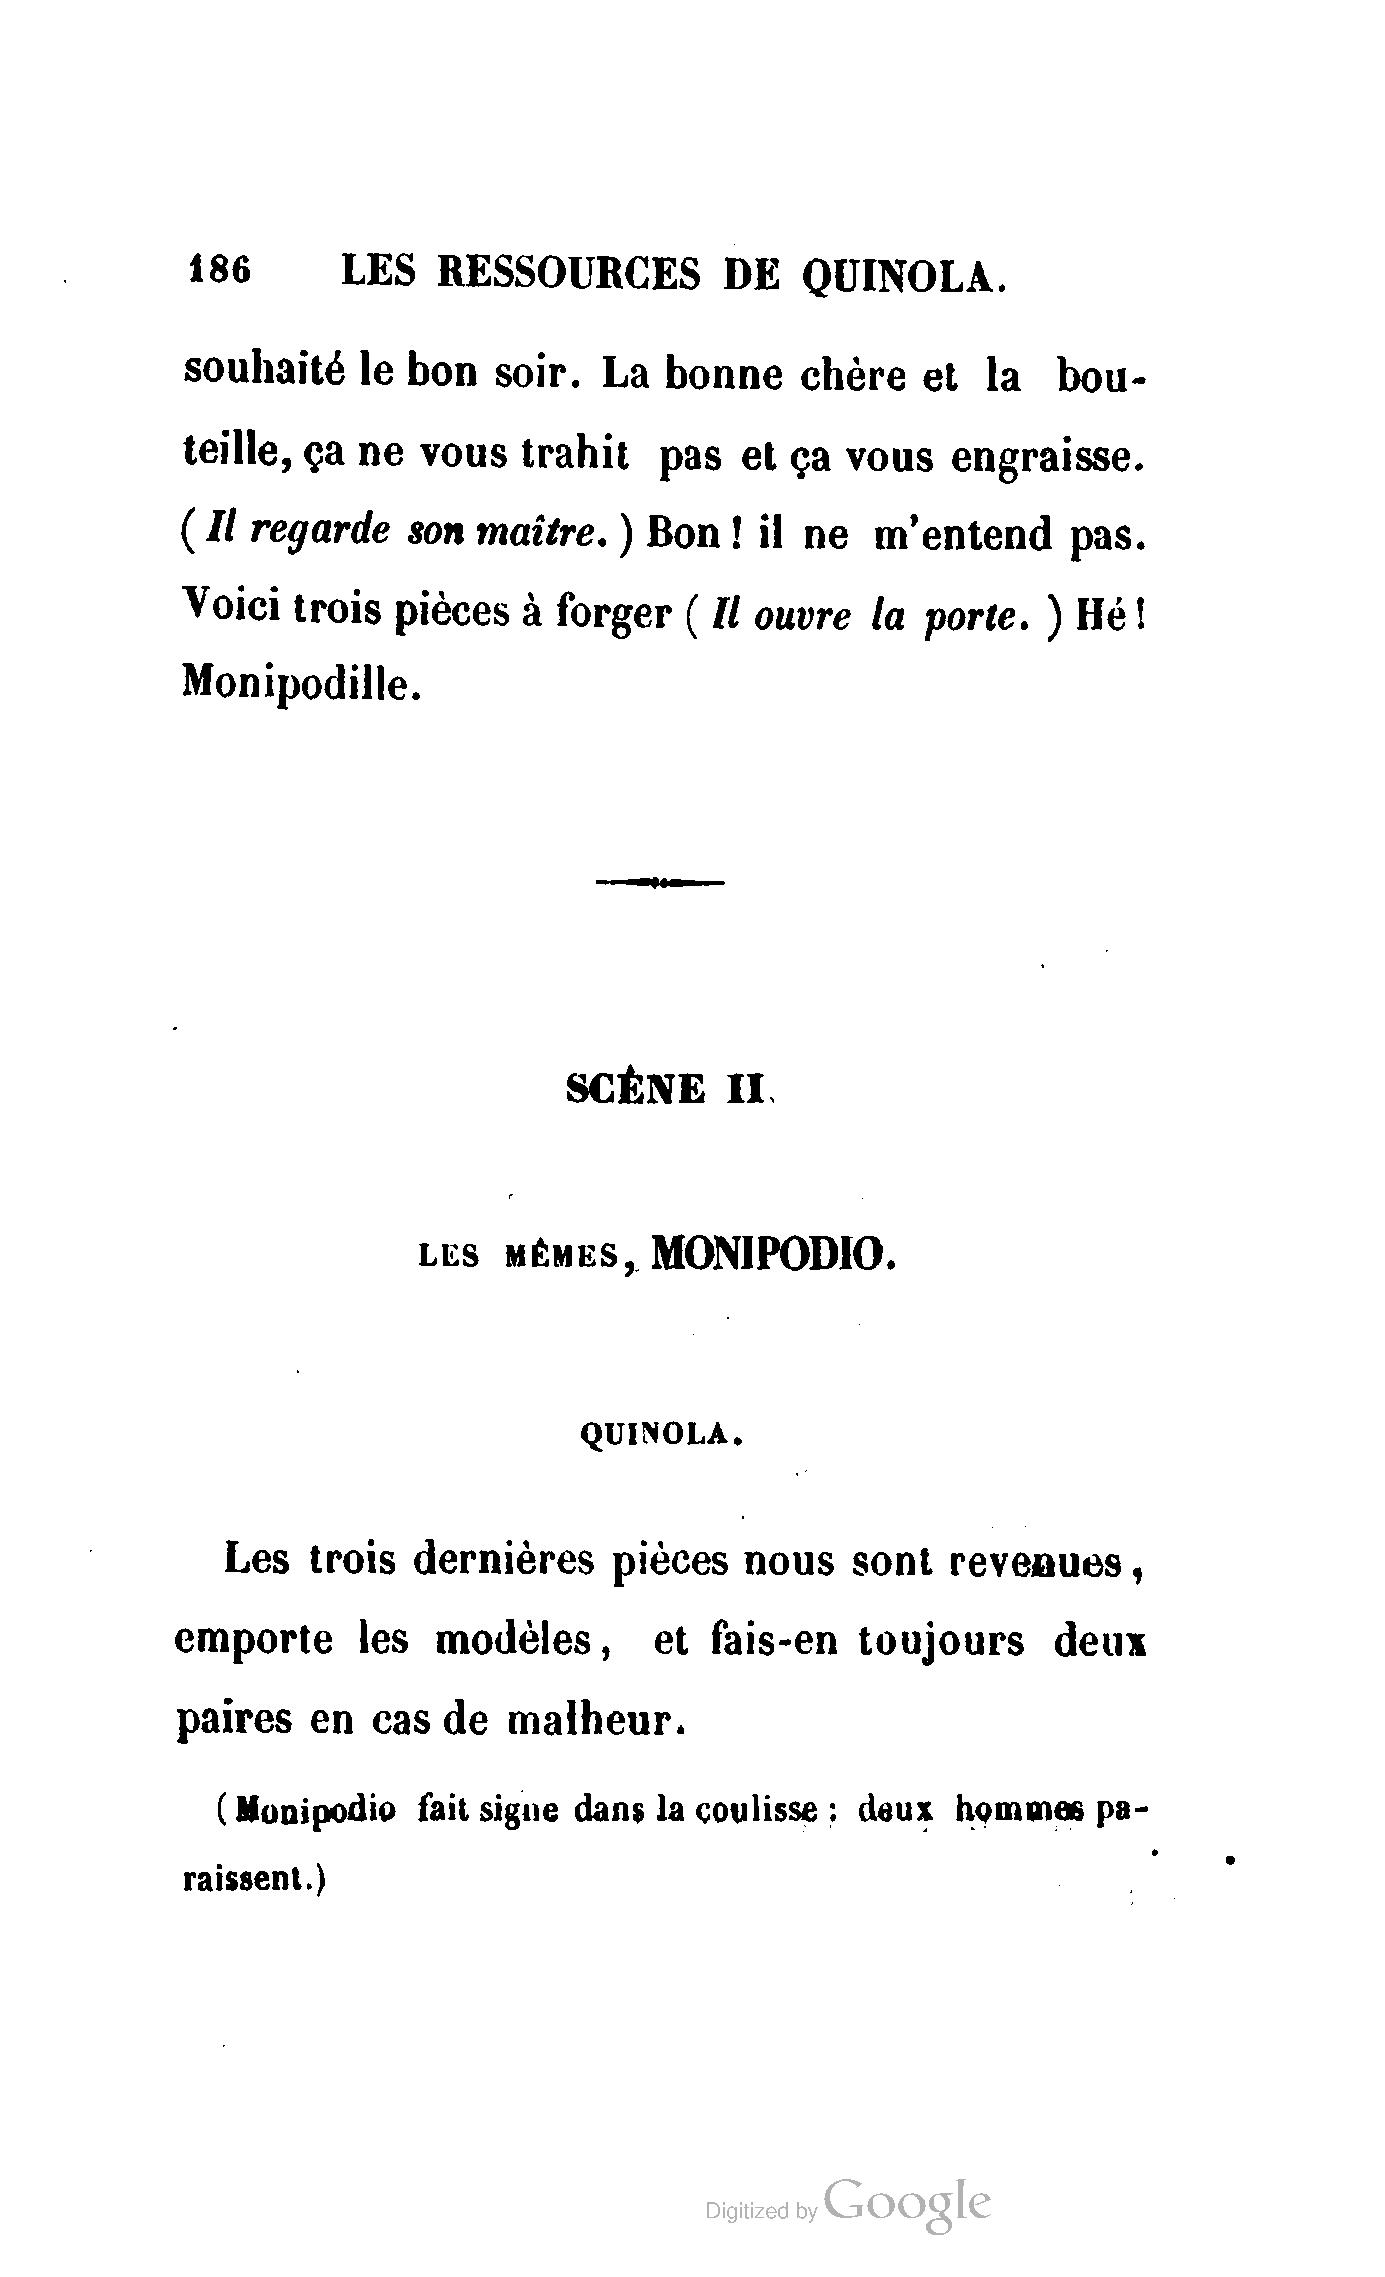 186 LES RESSOURCES DE QUINOLA.
souhaité le bon soir. La bonne chère et la bou-
teille, ça ne vous trahit pas et ça vous engraisse.
( Il regarde son maître. ) Bon ! il ne m'entend pas.
Voici trois pièces à forger ( Il ouvre la porte. ) Hé !
Monipodille.
SCÈNE II.
LES MÊMES, MONIPODIO.
QUINOLA.
Les trois dernières pièces nous sont revenues ,
emporte les modèles , et fais-en toujours deux
paires en cas de malheur.
( Monipodio fait signe dans la coulisse ; deux hommes pa-
raissent.)
Digitized by Google